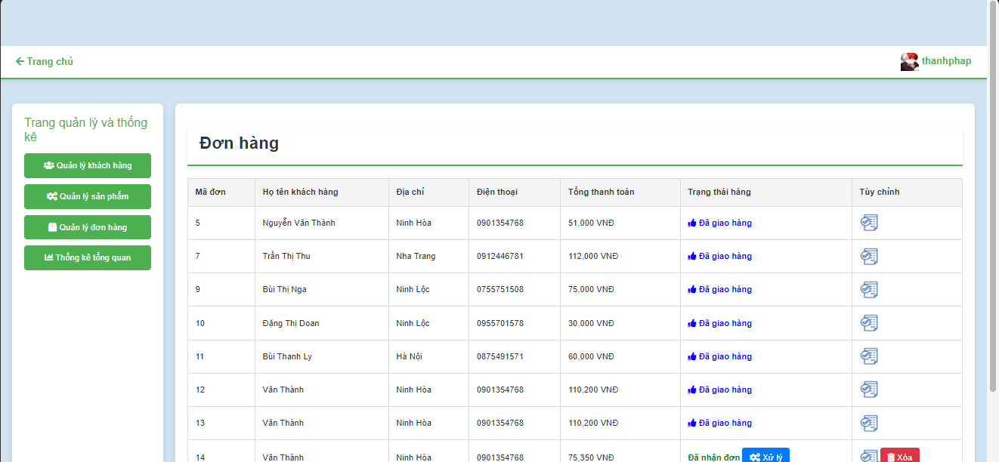 Trang chủ
thanhphap
Trang quản lý và thống
kê
Quản lý khách hàng
Quản lý sản phẩm
Quản lý đơn hàng
Thống kê tổng quan
Đơn hàng
Mã đơn Họ tên khách hàng Địa chỉ Điện thoại Tổng thanh toán Trạng thái hàng Tùy chỉnh
5 Nguyễn Văn Thành Ninh Hòa 0901354768 51,000 VNĐ Đã giao hàng
7 Trần Thị Thu Nha Trang 0912446781 112,000 VNĐ Đã giao hàng
9 Bùi Thị Nga Ninh Lộc 0755751508 75,000 VNĐ Đã giao hàng
10 Đặng Thị Doan Ninh Lộc 0955701578 30,000 VNĐ Đã giao hàng
11 Bùi Thanh Ly Hà Nội 0875491571 60,000 VNĐ Đã giao hàng
12 Văn Thành Ninh Hòa 0901354768 110,200 VNĐ Đã giao hàng
13 Văn Thành Ninh Hòa 0901354768 110,200 VNĐ Đã giao hàng
14 Văn Thành Ninh Hòa 0901354768 75,350 VNĐ Đã nhận đơn Xử lý Xóa